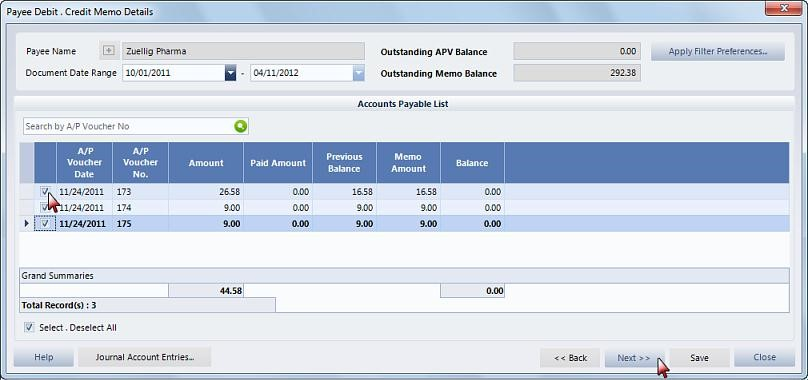 Payee Debit . Credit Memo Details
Payee Name Zuellig Pharma Outstanding APV Balance 0.00 Apply Filter Preferences...
Document Date Range 10/01/2011 - 04/11/2012 Outstanding Memo Balance 292.38
Accounts Payable List
Search by A/P Voucher No
A/P Voucher Date A/P Voucher No. Amount Paid Amount Previous Balance Memo Amount Balance
11/24/2011 173 26.58 0.00 16.58 16.58 0.00
11/24/2011 174 9.00 0.00 9.00 9.00 0.00
11/24/2011 175 9.00 0.00 9.00 9.00 0.00
Grand Summaries
44.58 0.00
Total Record(s) : 3
Select . Deselect All
Help Journal Account Entries... << Back Next >> Save Close